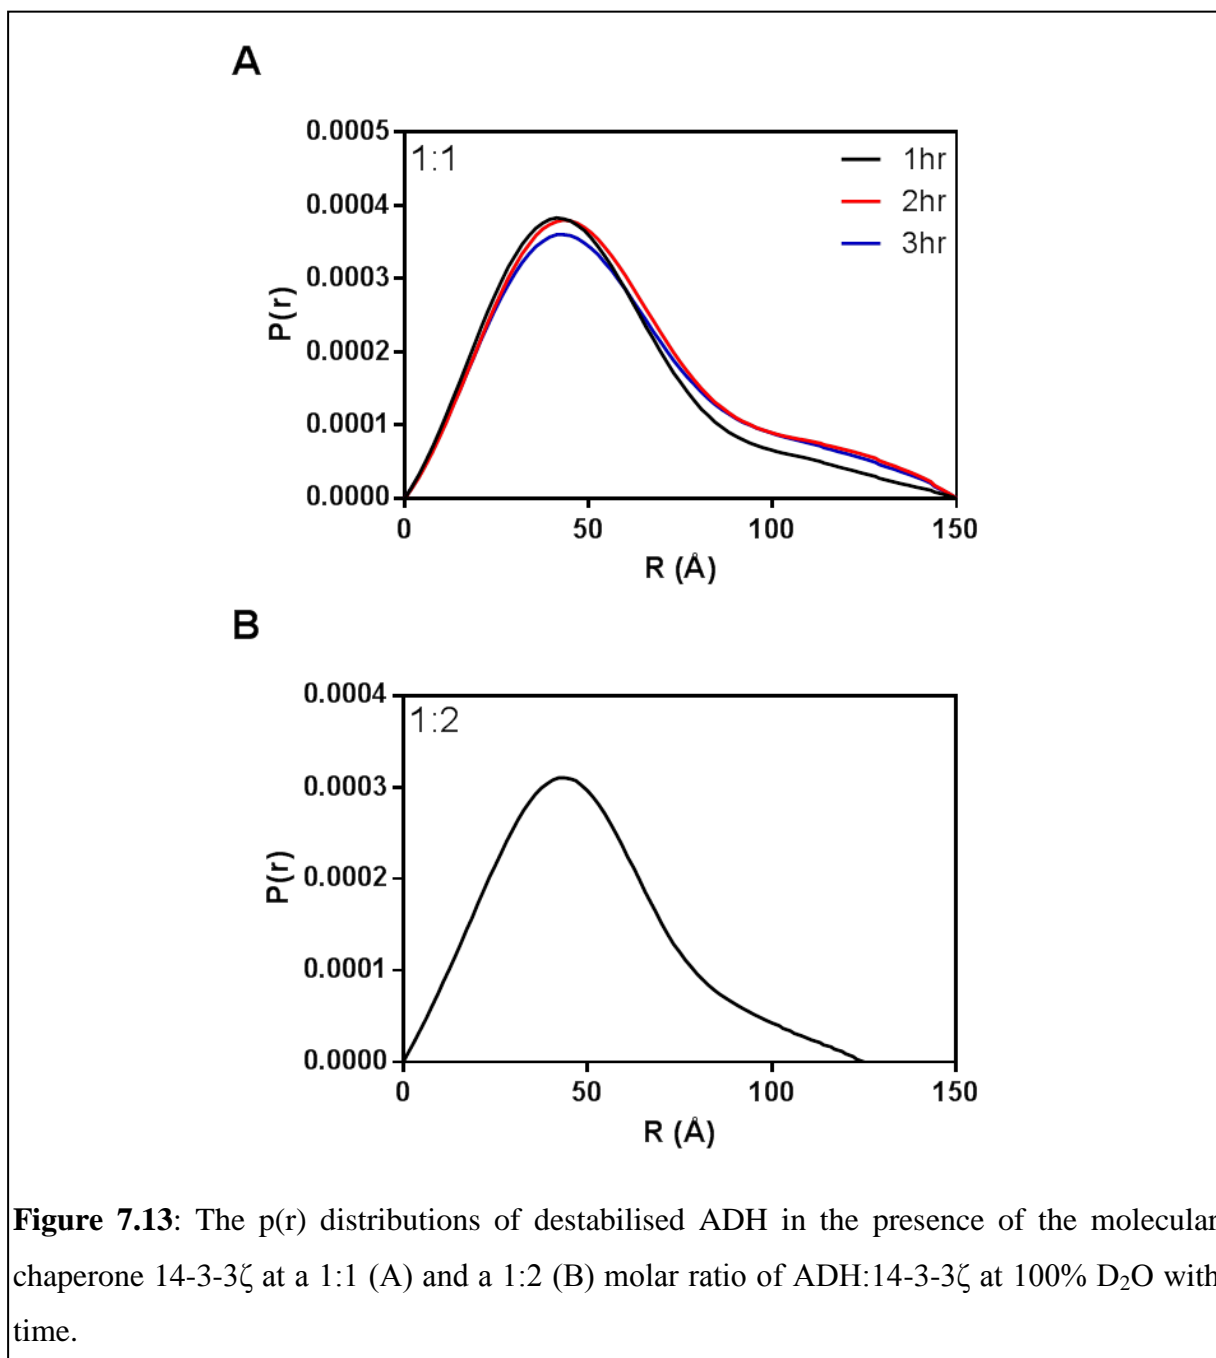 A
0.0005
1:1
1hr
0.0004
2hr
3hr
0.0003
P(r)
0.0002
0.0001
0.0000
0
50
100
150
R (Å)
B
0.0004
1:2
0.0003
P(r)
0.0002
0.0001
0.0000
0
50
100
150
R (Å)
Figure 7.13: The p(r) distributions of destabilised ADH in the presence of the molecular
chaperone 14-3-3ζ at a 1:1 (A) and a 1:2 (B) molar ratio of ADH:14-3-3ζ at 100% D₂O with
time.